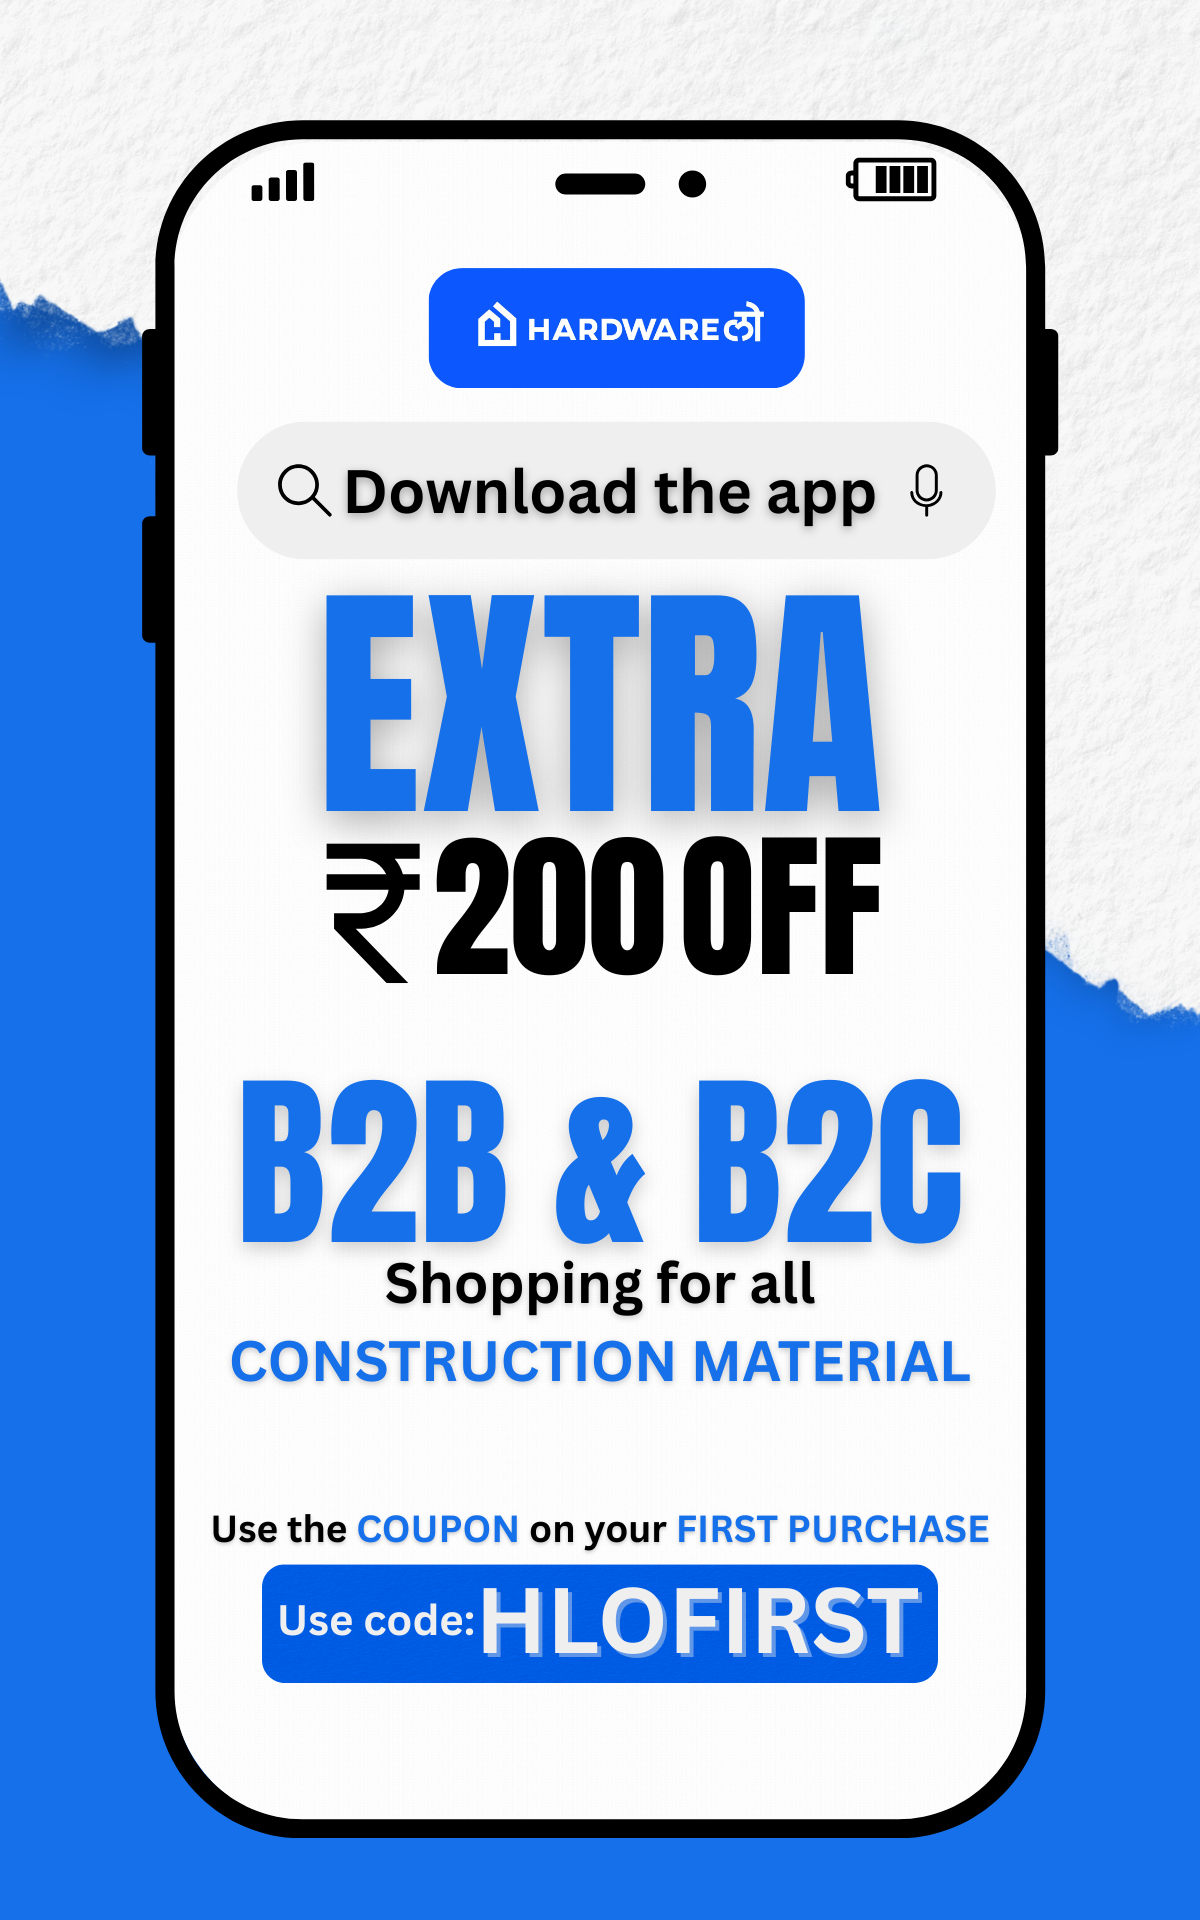 HARDWAREलो
Download the app
EXTRA
₹200 OFF
B2B & B2C
Shopping for all
CONSTRUCTION MATERIAL
Use the COUPON on your FIRST PURCHASE
Use code: HLOFIRST